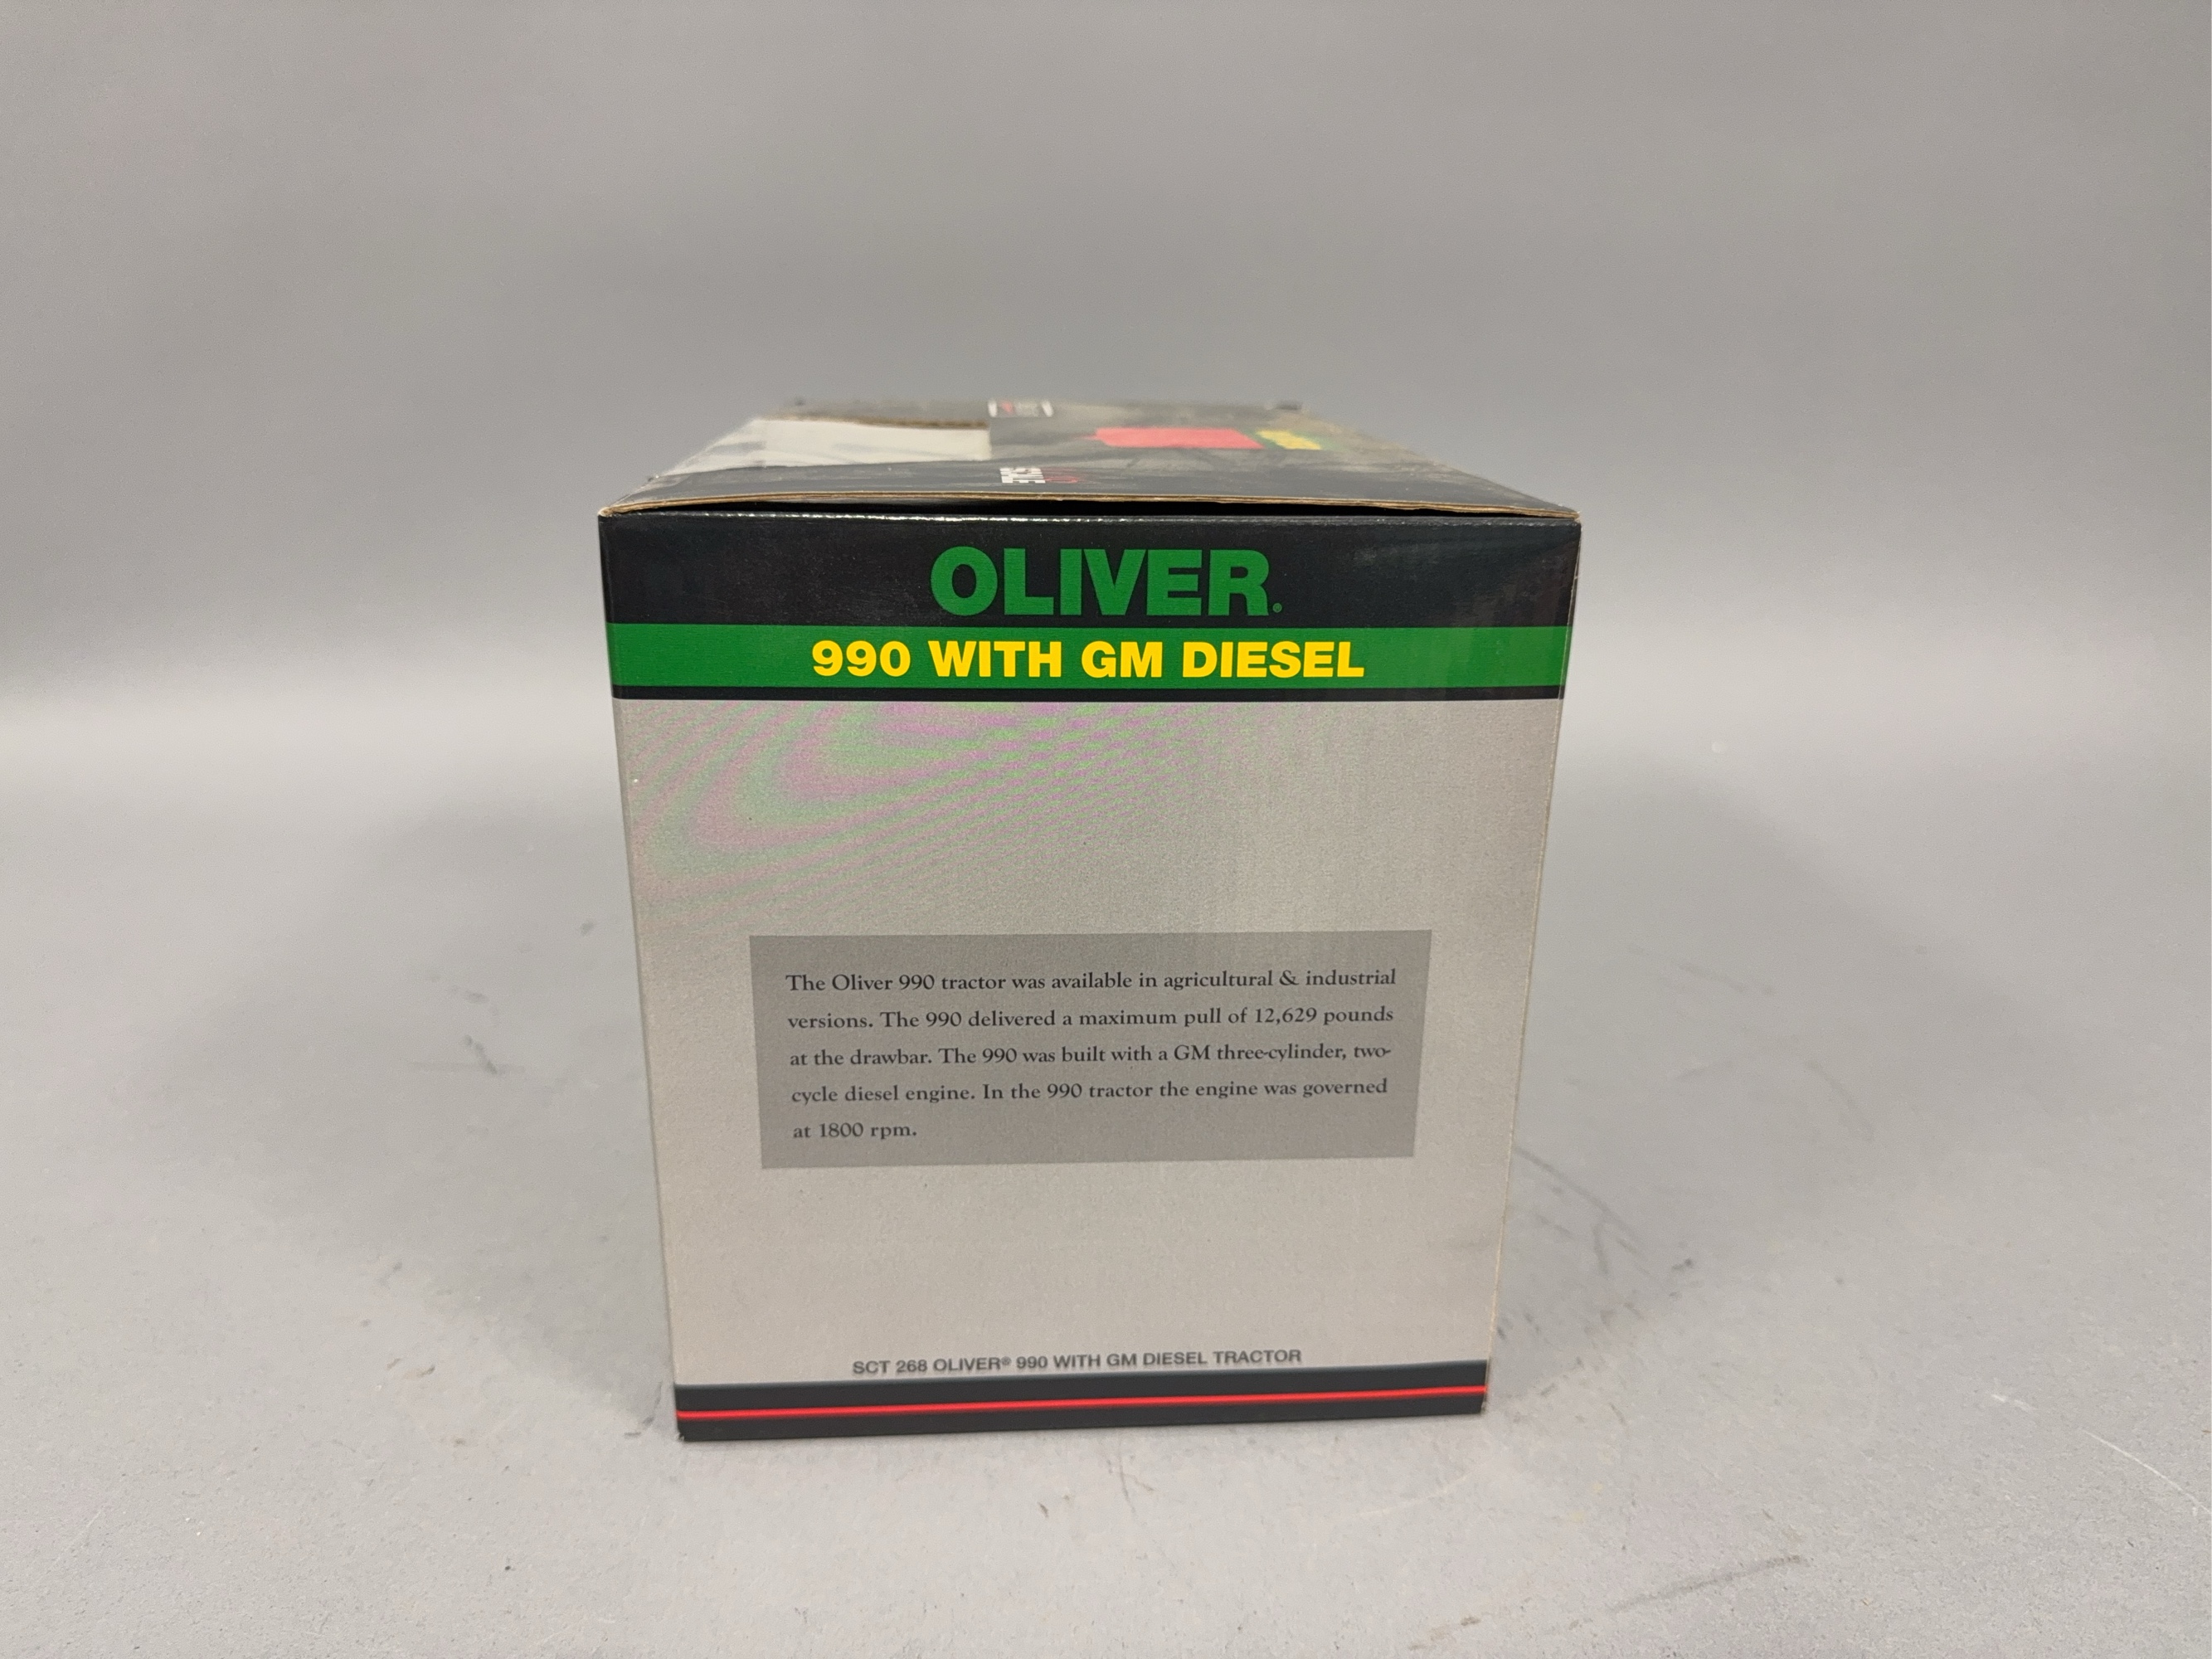 OLIVER.
990 WITH GM DIESEL
The Oliver 990 tractor was available in agricultural & industrial
versions. The 990 delivered a maximum pull of 12,629 pounds
at the drawbar. The 990 was built with a GM three-cylinder, two-
cycle diesel engine. In the 990 tractor the engine was governed
at 1800 rpm.
SCT 268 OLIVER® 990 WITH GM DIESEL TRACTOR